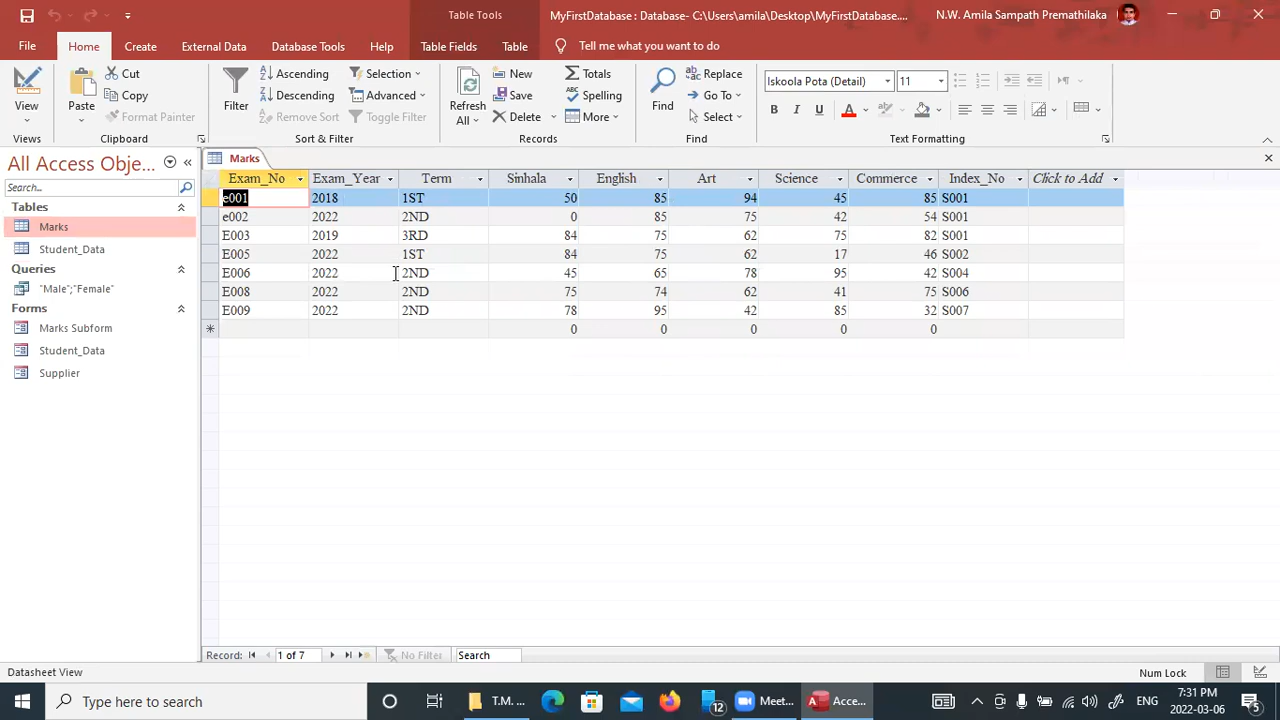 Table Tools
MyFirstDatabase : Database- C:\Users\amila\Desktop\MyFirstDatabase....
N.W. Amila Sampath Premathilaka
File Home Create External Data Database Tools Help Table Fields Table Tell me what you want to do
View
Views
Paste
Cut
Copy
Format Painter
Clipboard
Filter
Ascending
Descending
Remove Sort
Selection
Advanced
Toggle Filter
Sort & Filter
Refresh
All
New
Save
Delete
Totals
Spelling
More
Records
Find
Replace
Go To
Select
Find
Iskoola Pota (Detail) 11
B I U A
Text Formatting
All Access Obje...
Search...
Tables
Marks
Student_Data
Queries
"Male";"Female"
Forms
Marks Subform
Student_Data
Supplier
Marks
Exam_No Exam_Year Term Sinhala English Art Science Commerce Index_No Click to Add
e001 2018 1ST 50 85 94 45 85 S001
e002 2022 2ND 0 85 75 42 54 S001
E003 2019 3RD 84 75 62 75 82 S001
E005 2022 1ST 84 75 62 17 46 S002
E006 2022 2ND 45 65 78 95 42 S004
E008 2022 2ND 75 74 62 41 75 S006
E009 2022 2ND 78 95 42 85 32 S007
* 0 0 0 0 0
Record: 1 of 7 No Filter Search
Datasheet View
Num Lock
Type here to search
T.M. ...
12
Meet...
Acce...
ENG
7:31 PM
2022-03-06
5